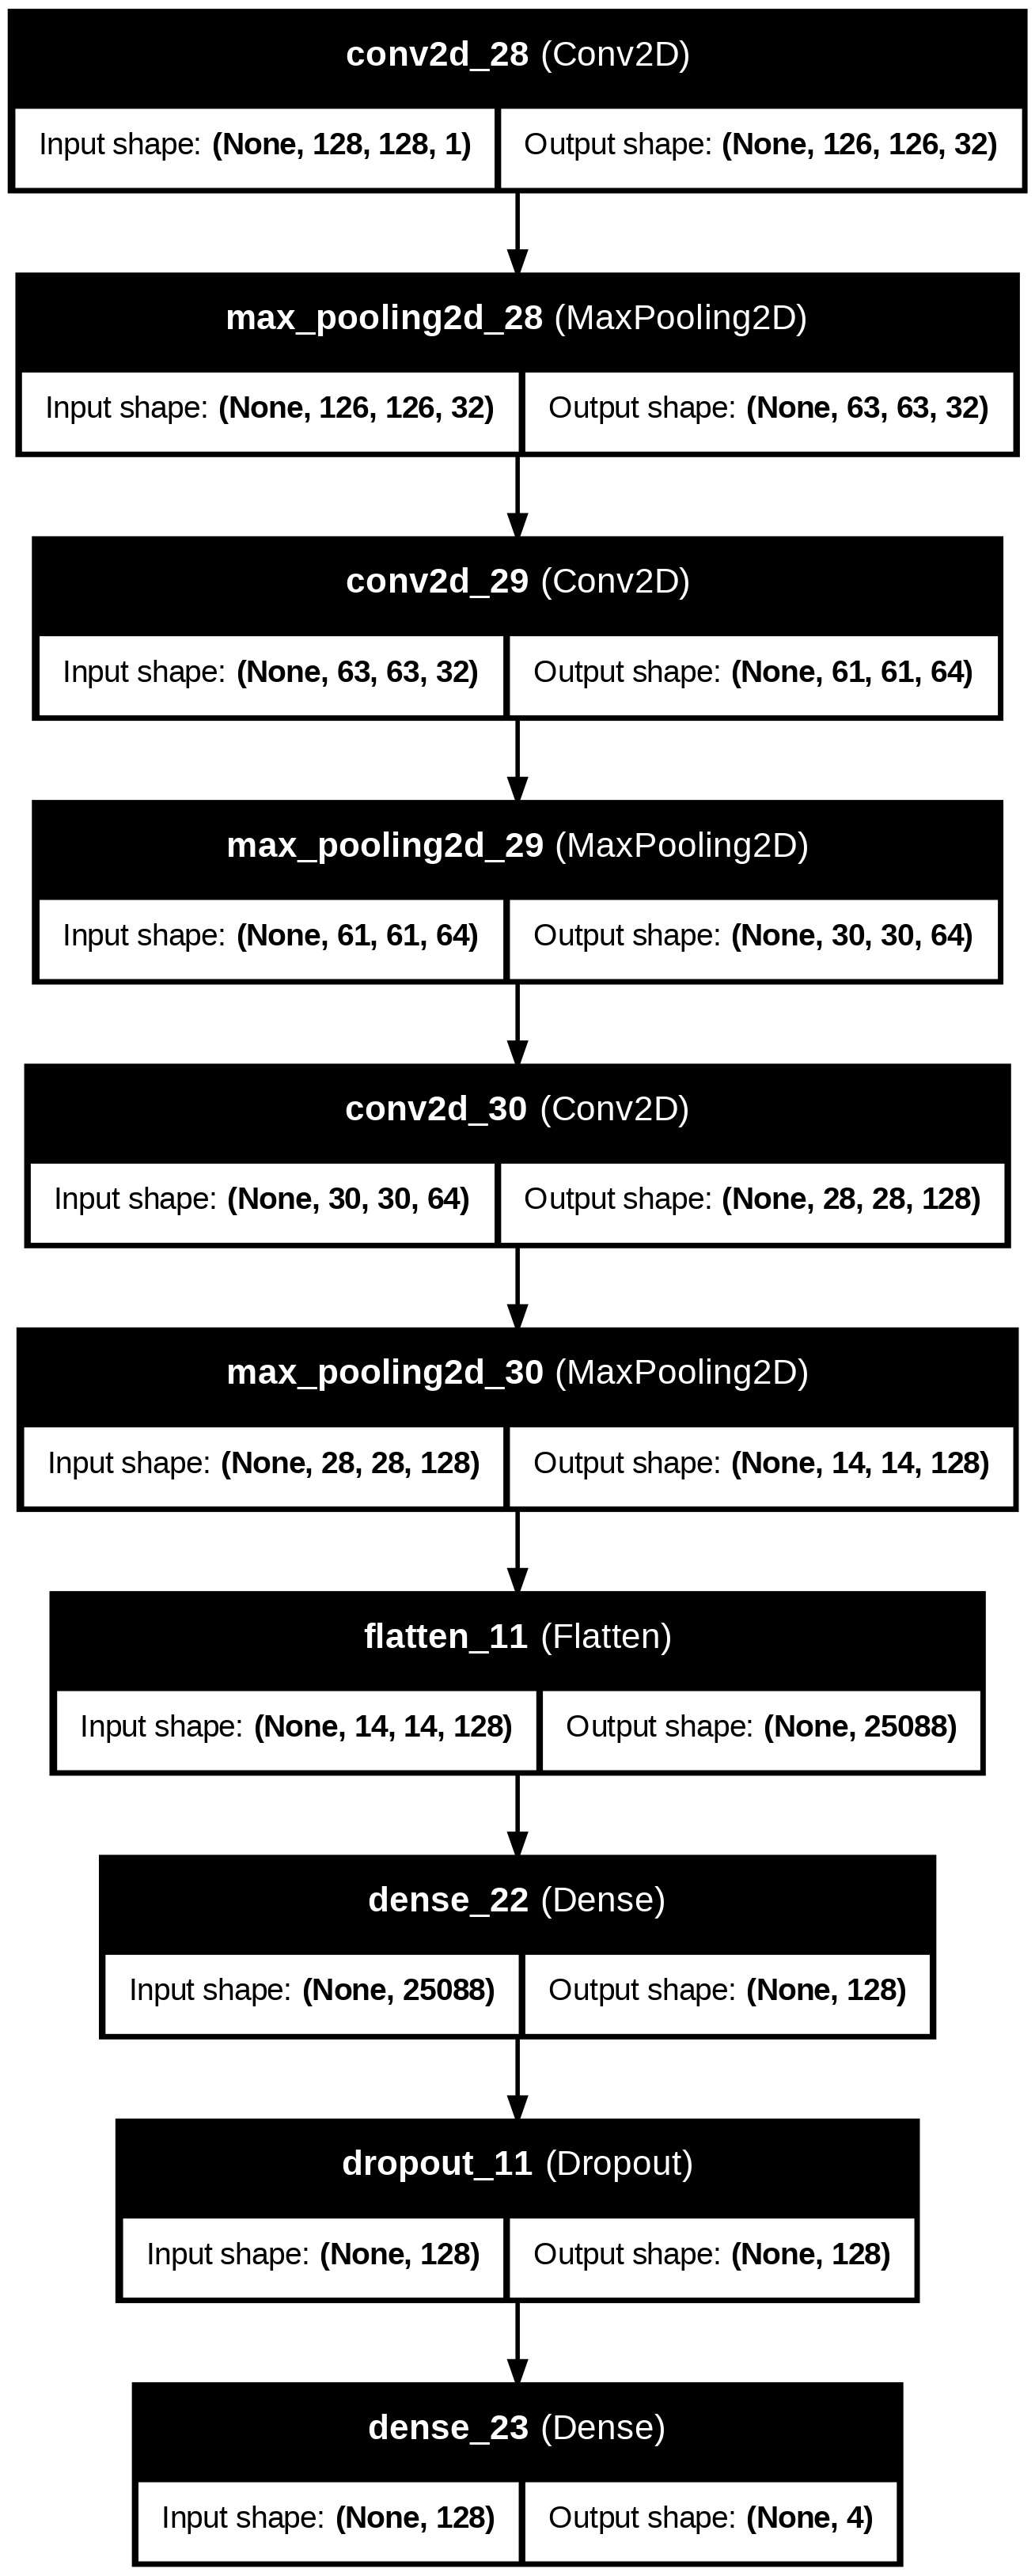 conv2d_28 (Conv2D)
Input shape: (None, 128, 128, 1) Output shape: (None, 126, 126, 32)
max_pooling2d_28 (MaxPooling2D)
Input shape: (None, 126, 126, 32) Output shape: (None, 63, 63, 32)
conv2d_29 (Conv2D)
Input shape: (None, 63, 63, 32) Output shape: (None, 61, 61, 64)
max_pooling2d_29 (MaxPooling2D)
Input shape: (None, 61, 61, 64) Output shape: (None, 30, 30, 64)
conv2d_30 (Conv2D)
Input shape: (None, 30, 30, 64) Output shape: (None, 28, 28, 128)
max_pooling2d_30 (MaxPooling2D)
Input shape: (None, 28, 28, 128) Output shape: (None, 14, 14, 128)
flatten_11 (Flatten)
Input shape: (None, 14, 14, 128) Output shape: (None, 25088)
dense_22 (Dense)
Input shape: (None, 25088) Output shape: (None, 128)
dropout_11 (Dropout)
Input shape: (None, 128) Output shape: (None, 128)
dense_23 (Dense)
Input shape: (None, 128) Output shape: (None, 4)